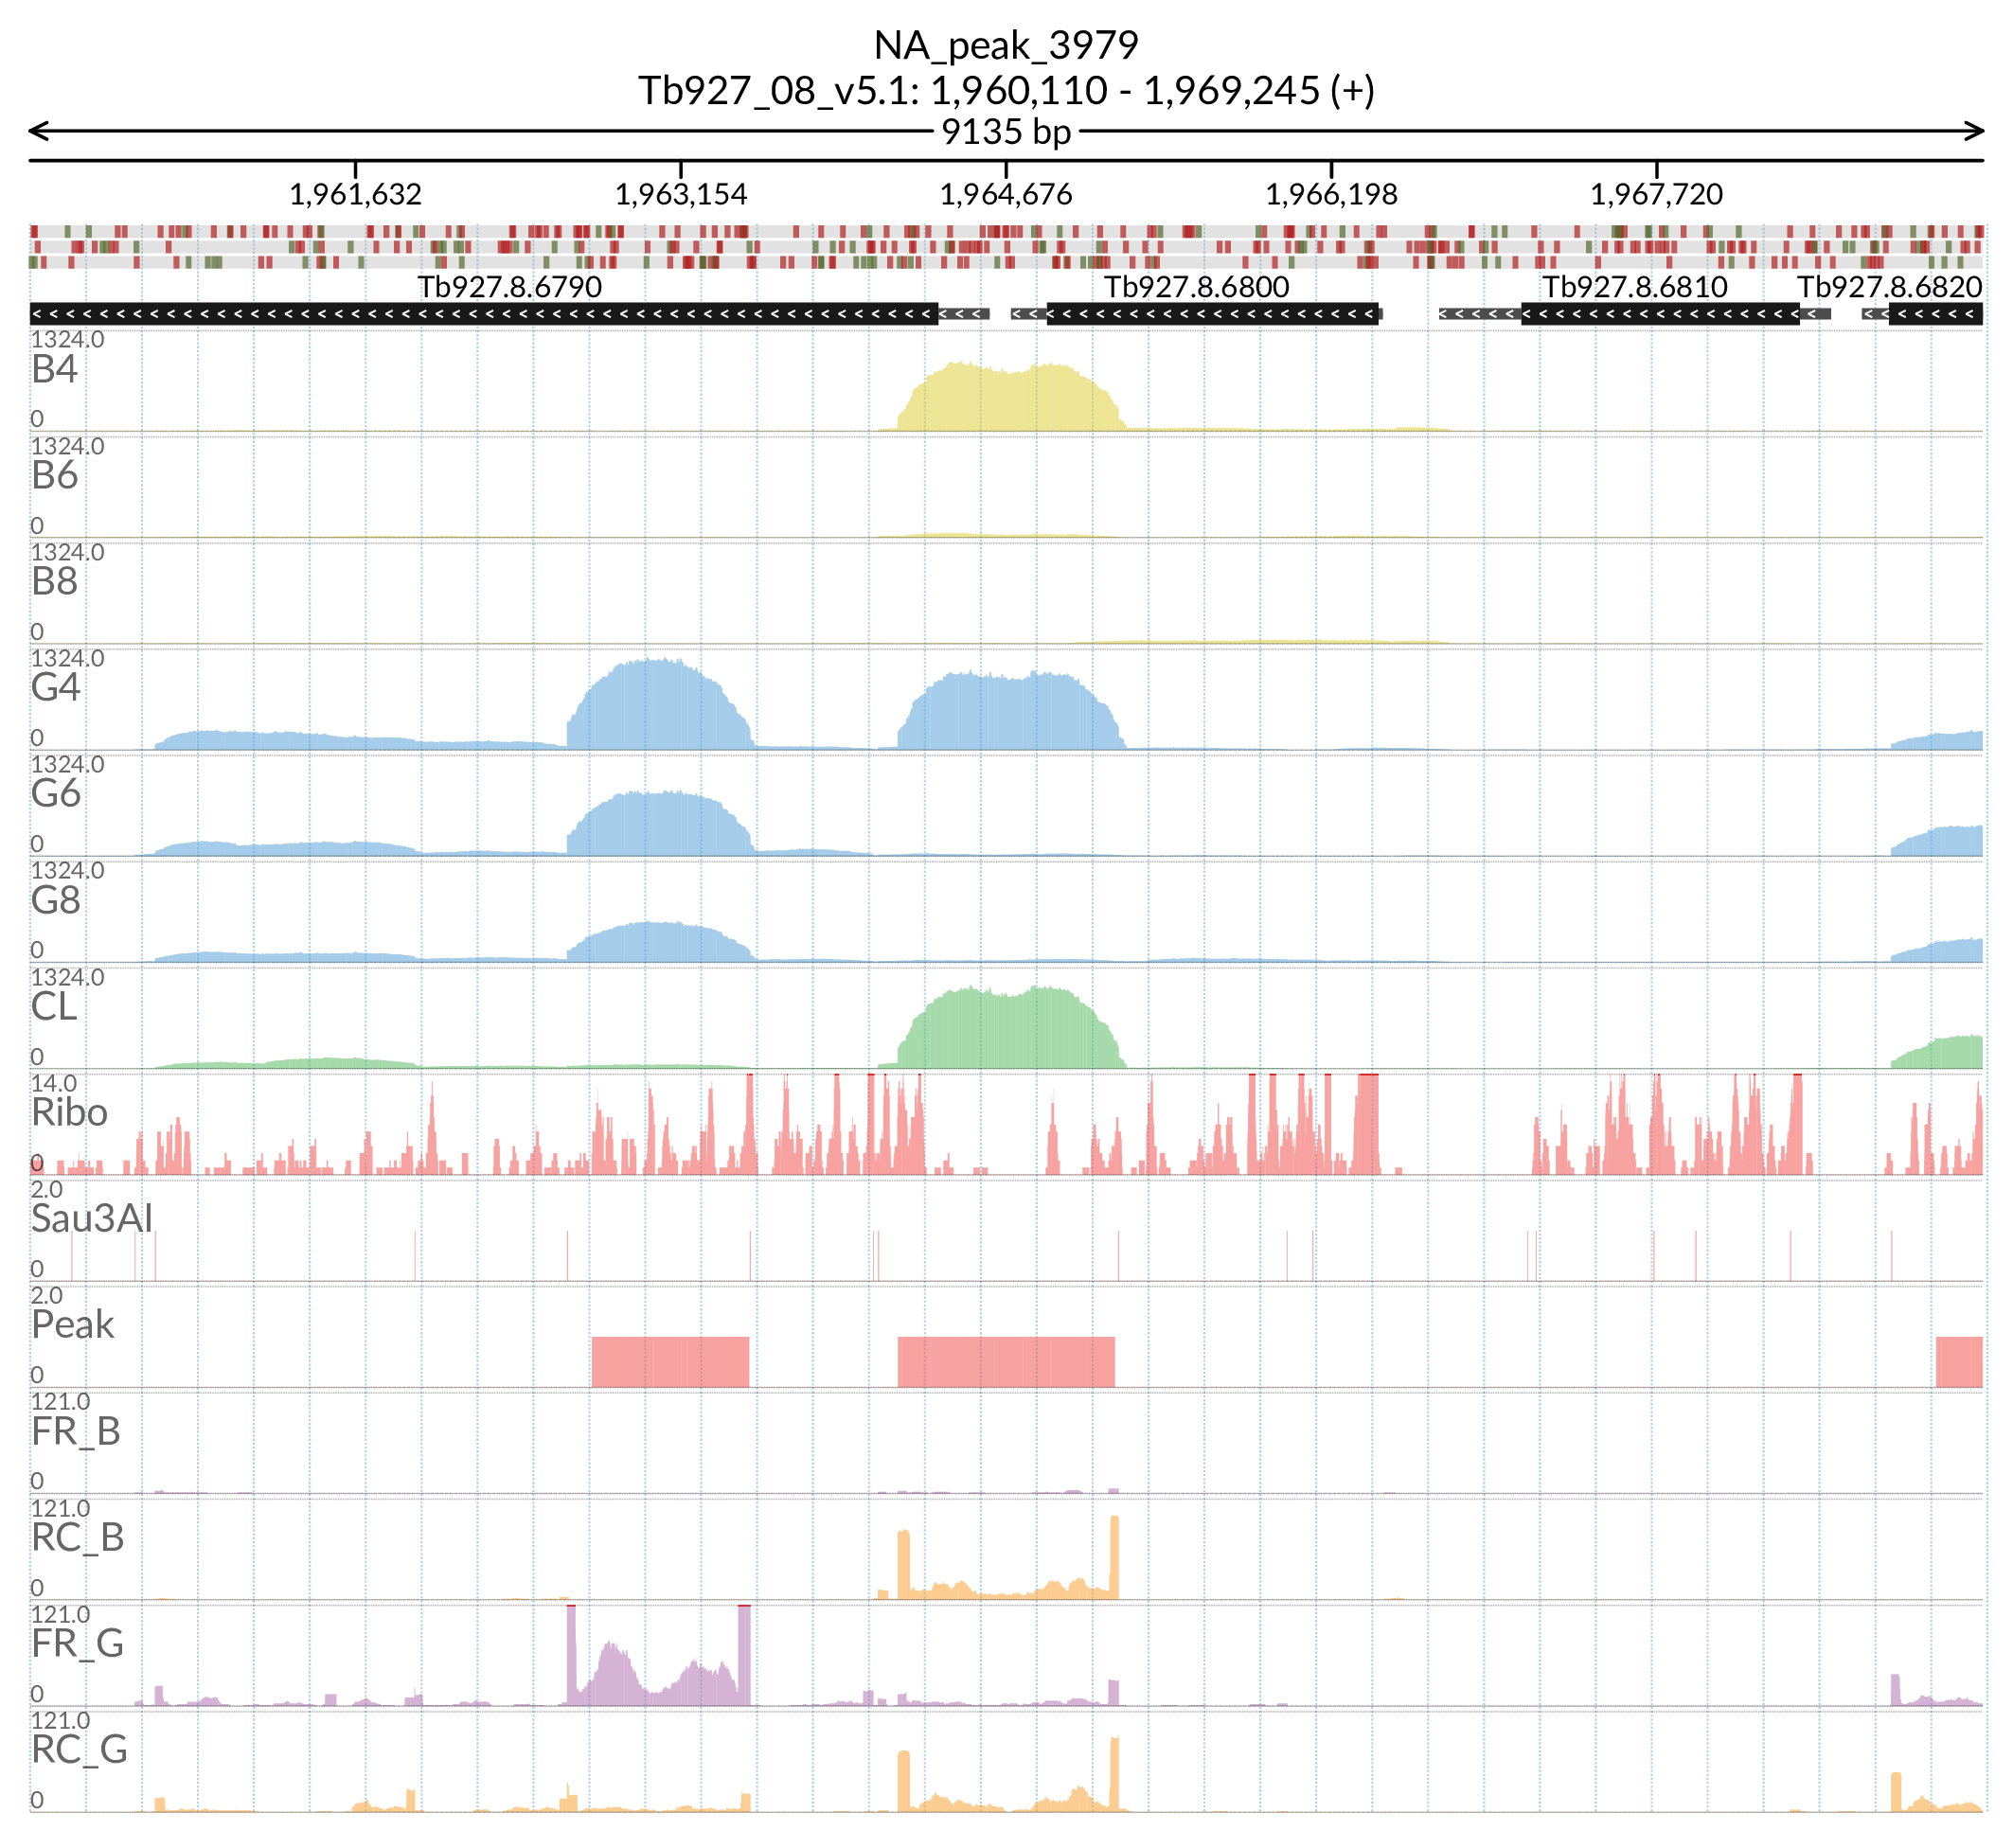 NA_peak_3979
Tb927_08_v5.1: 1,960,110 - 1,969,245 (+)
9135 bp
1,961,632 1,963,154 1,964,676 1,966,198 1,967,720
Tb927.8.6790 Tb927.8.6800 Tb927.8.6810 Tb927.8.6820
1324.0
B4
0
1324.0
B6
0
1324.0
B8
0
1324.0
G4
0
1324.0
G6
0
1324.0
G8
0
1324.0
CL
0
14.0
Ribo
0
2.0
Sau3AI
0
2.0
Peak
0
121.0
FR_B
0
121.0
RC_B
0
121.0
FR_G
0
121.0
RC_G
0